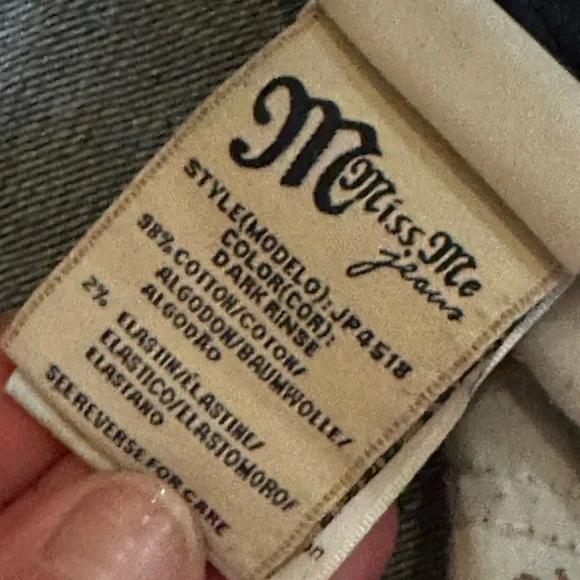 M Miss Me
jeans
STYLE(MODELO): JP4518
COLOR(COR):
DARK RINSE
98% COTTON/COTON/
ALGODON/BAUMWOLLE/
ALGODÃO
2% ELASTIN/ELASTINE/
ELASTICO/ELASTOMOROF
ELASTANO
SEE REVERSE FOR CARE